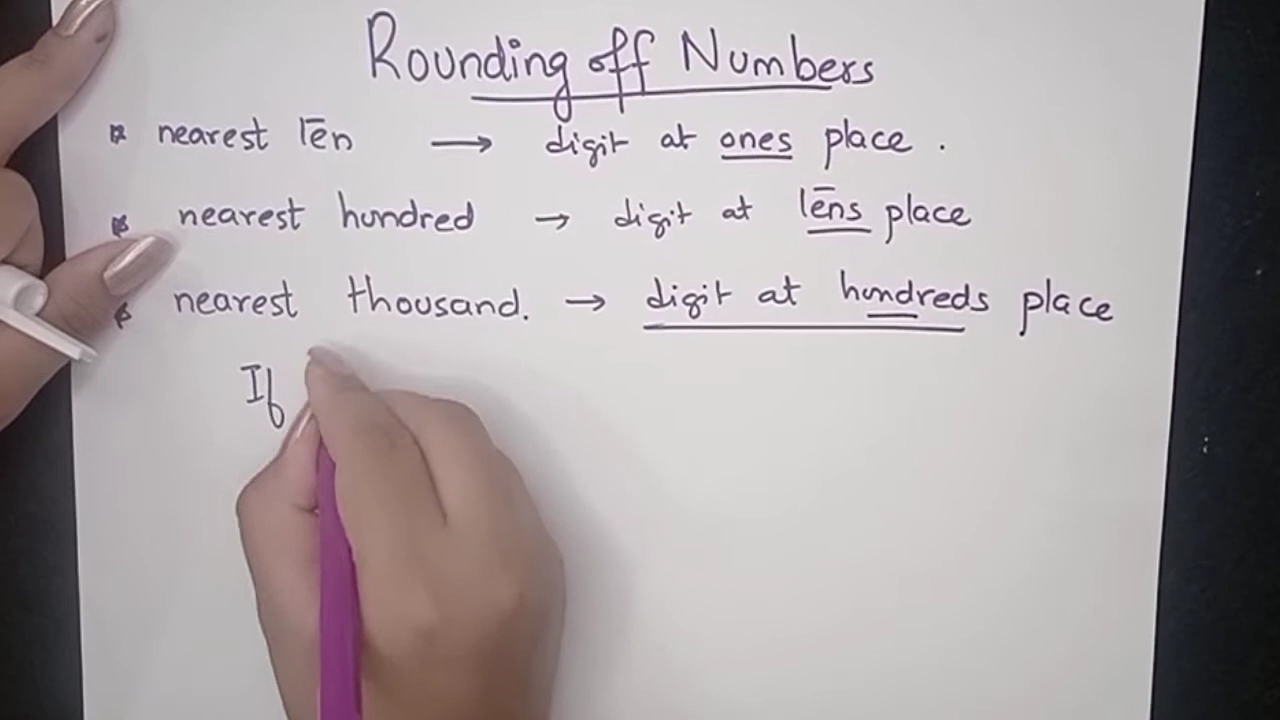 Rounding off Numbers
* nearest ten → digit at ones place.
* nearest hundred → digit at tens place
* nearest thousand. → digit at hundreds place
If